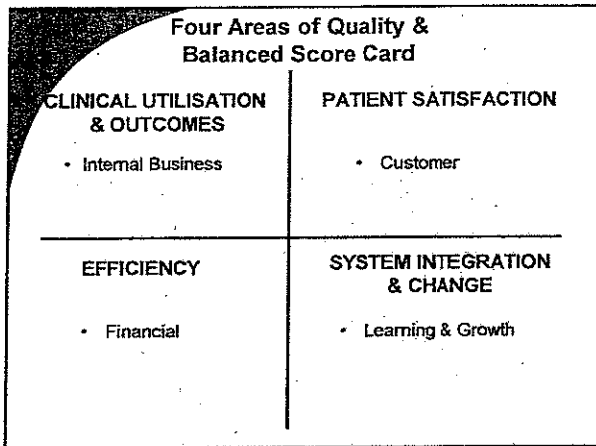 Four Areas of Quality &
Balanced Score Card
CLINICAL UTILISATION
& OUTCOMES
• Internal Business
PATIENT SATISFACTION
• Customer
EFFICIENCY
• Financial
SYSTEM INTEGRATION
& CHANGE
• Learning & Growth